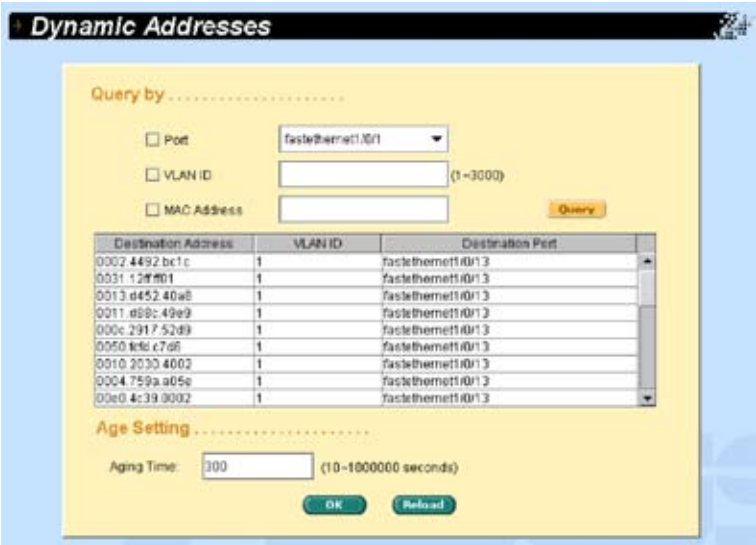 Dynamic Addresses
Query by . . . . . . . . . . . . . . . . . . . . .
Port fastethernet1/0/1
VLAN ID (1~3000)
MAC Address Query
Destination Address VLAN ID Destination Port
0002.4492.bc1c 1 fastethernet1/0/13
0031.12ff.ff01 1 fastethernet1/0/13
0013.d452.40a8 1 fastethernet1/0/13
0011.d88c.49e9 1 fastethernet1/0/13
000c.2917.52d9 1 fastethernet1/0/13
0050.fcfd.c7d6 1 fastethernet1/0/13
0010.2030.4002 1 fastethernet1/0/13
0004.759a.a05e 1 fastethernet1/0/13
00e0.4c39.0002 1 fastethernet1/0/13
Age Setting . . . . . . . . . . . . . . . . . . . . .
Aging Time: 300 (10~1000000 seconds)
OK Reload